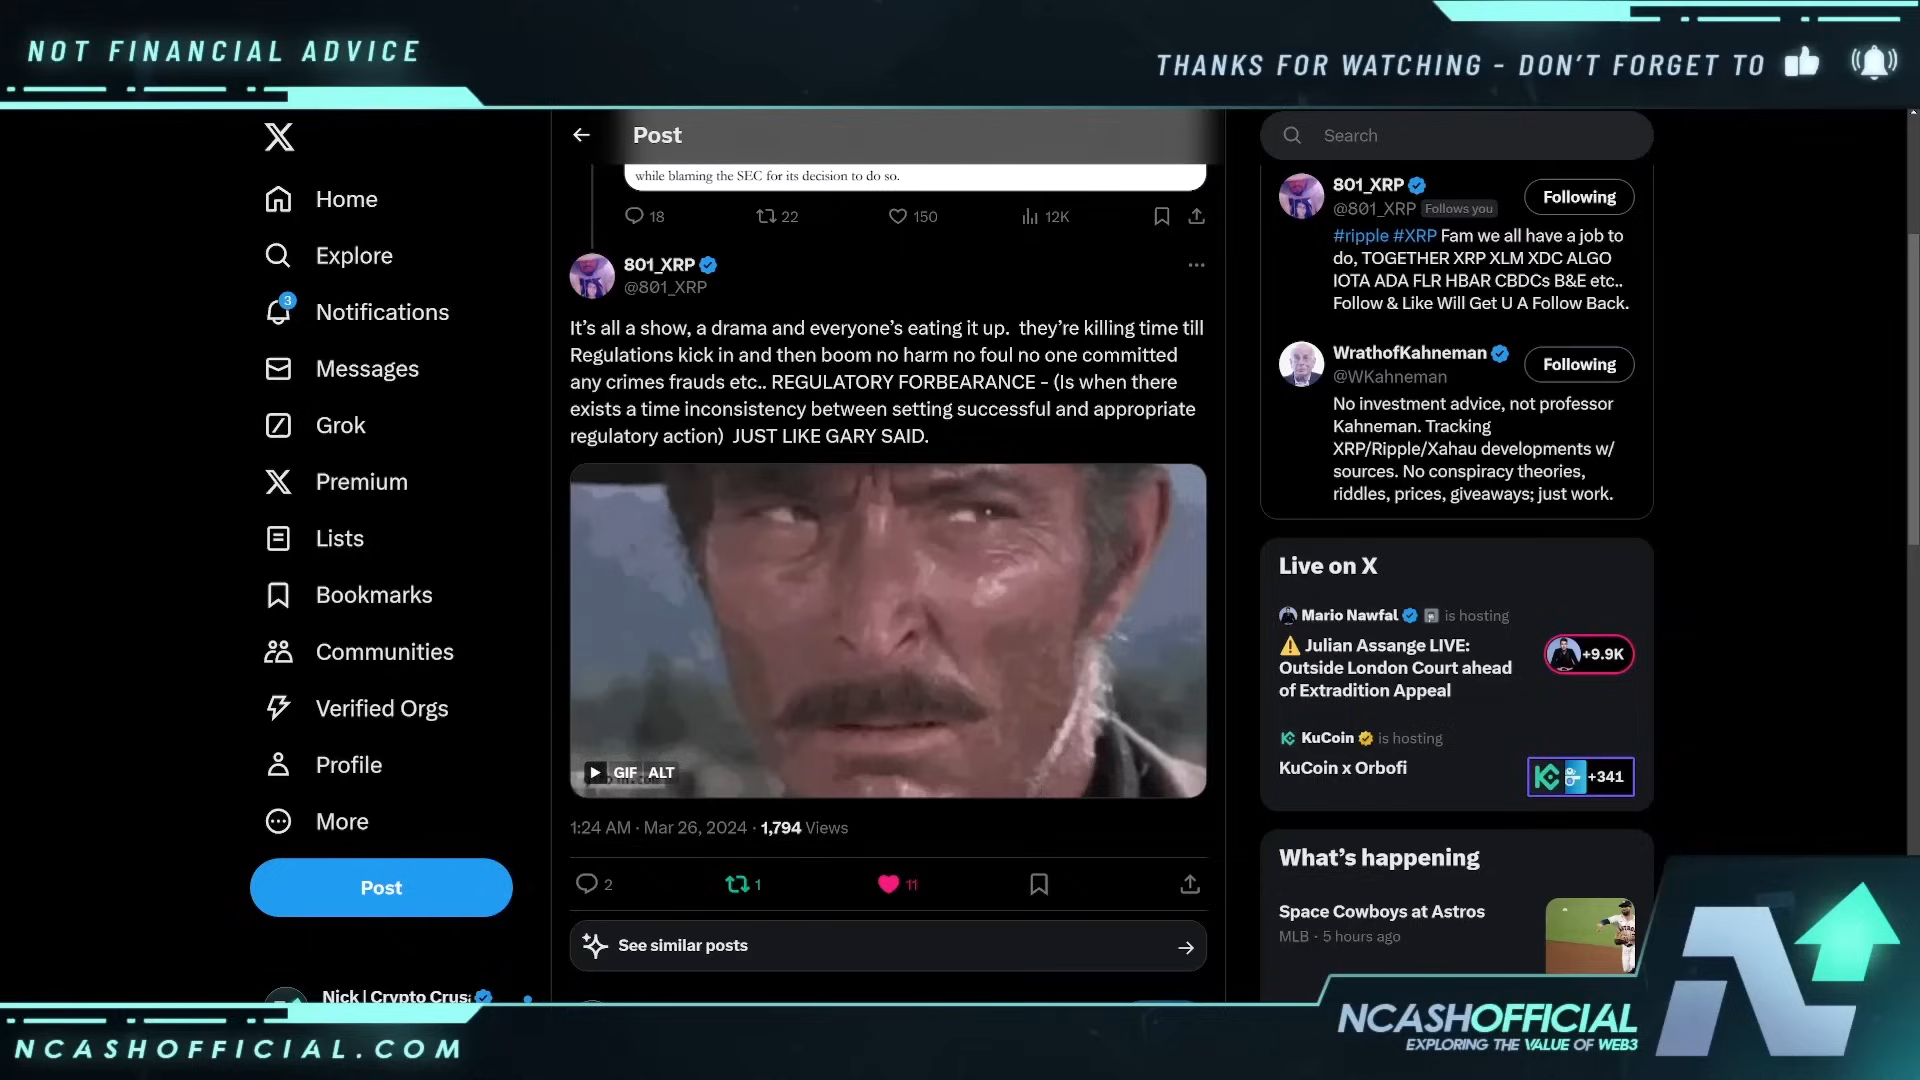 NOT FINANCIAL ADVICE
THANKS FOR WATCHING - DON'T FORGET TO
Home
Explore
3
Notifications
Messages
Grok
Premium
Lists
Bookmarks
Communities
Verified Orgs
Profile
More
Post
Nick | Crypto Crus
Post
while blaming the SEC for its decision to do so.
18 22 150 12K
801_XRP
@801_XRP
It's all a show, a drama and everyone's eating it up. they're killing time till
Regulations kick in and then boom no harm no foul no one committed
any crimes frauds etc.. REGULATORY FORBEARANCE - (Is when there
exists a time inconsistency between setting successful and appropriate
regulatory action) JUST LIKE GARY SAID.
GIF ALT
1:24 AM · Mar 26, 2024 · 1,794 Views
2 1 11
See similar posts
Search
801_XRP
@801_XRP Follows you
Following
#ripple #XRP Fam we all have a job to
do, TOGETHER XRP XLM XDC ALGO
IOTA ADA FLR HBAR CBDCs B&E etc..
Follow & Like Will Get U A Follow Back.
WrathofKahneman
@WKahneman
Following
No investment advice, not professor
Kahneman. Tracking
XRP/Ripple/Xahau developments w/
sources. No conspiracy theories,
riddles, prices, giveaways; just work.
Live on X
Mario Nawfal is hosting
Julian Assange LIVE:
Outside London Court ahead
of Extradition Appeal
+9.9K
KuCoin is hosting
KuCoin x Orbofi
+341
What's happening
Space Cowboys at Astros
MLB · 5 hours ago
NCASHOFFICIAL
EXPLORING THE VALUE OF WEB3
NCASHOFFICIAL.COM